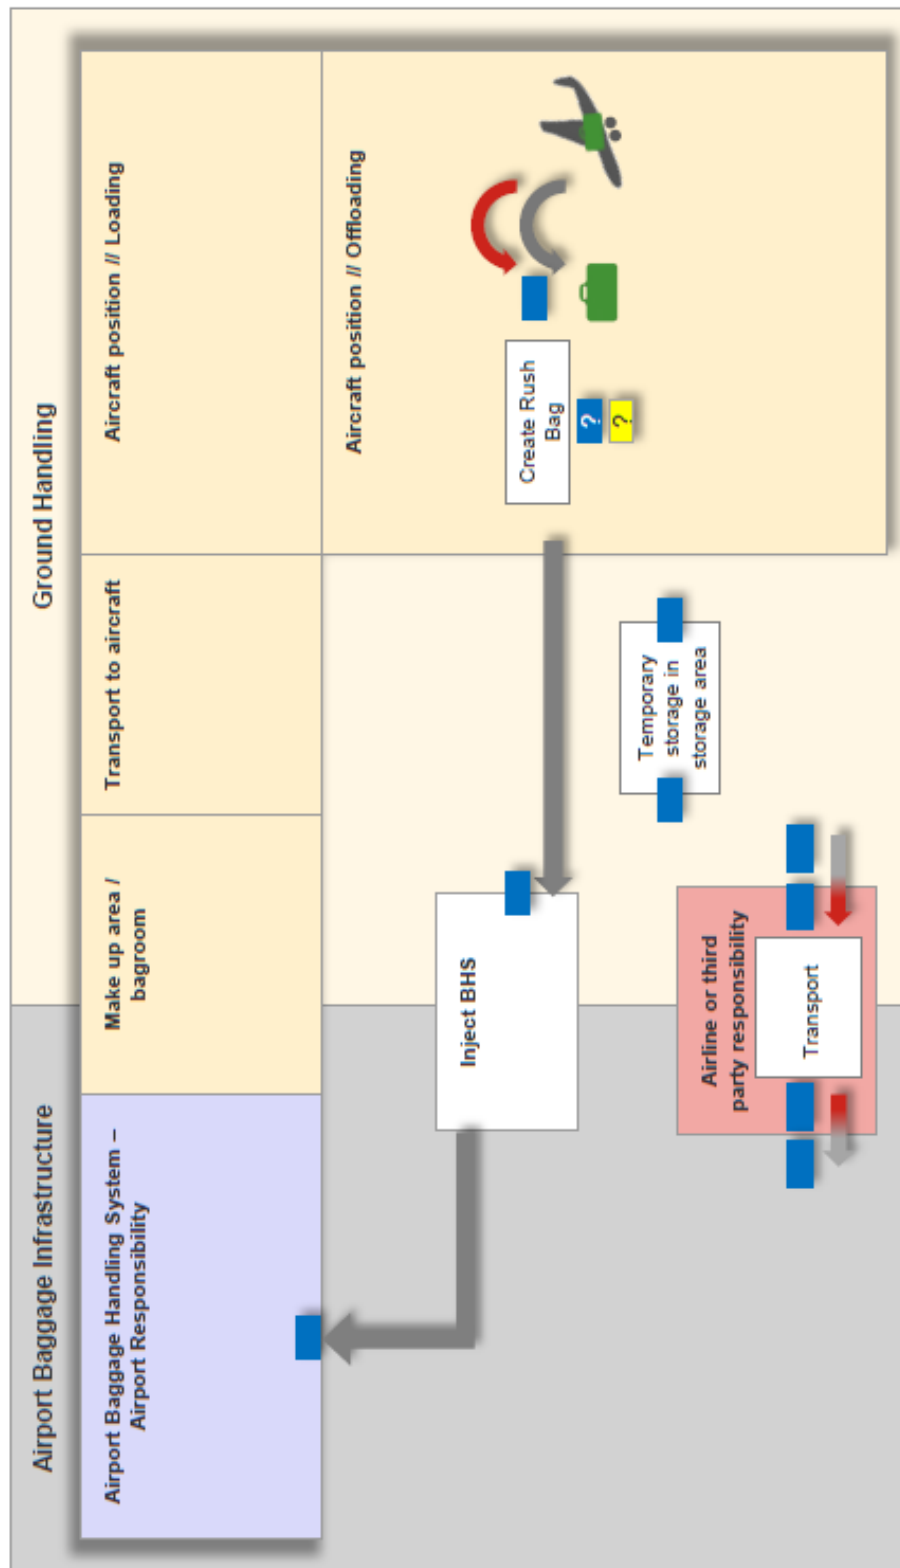 Airport Baggage Infrastructure
Ground Handling
Airport Baggage Handling System –
Airport Responsibility
Make up area /
bagroom
Transport to aircraft
Aircraft position // Loading
Aircraft position // Offloading
Inject BHS
Create Rush
Bag
?
?
Temporary
storage in
storage area
Airline or third
party responsibility
Transport